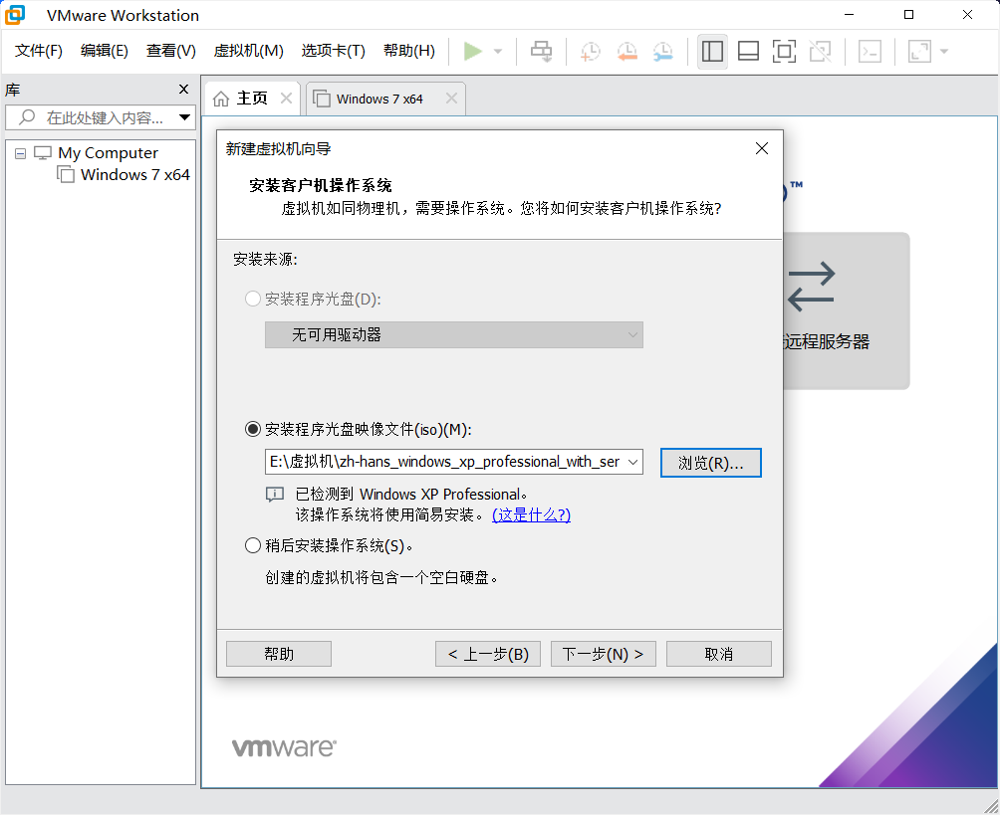 VMware Workstation
文件(F) 编辑(E) 查看(V) 虚拟机(M) 选项卡(T) 帮助(H)
库
在此处键入内容...
My Computer
Windows 7 x64
主页
Windows 7 x64
™
新建虚拟机向导
安装客户机操作系统
虚拟机如同物理机，需要操作系统。您将如何安装客户机操作系统?
安装来源:
安装程序光盘(D):
无可用驱动器
安装程序光盘映像文件(iso)(M):
E:\虚拟机\zh-hans_windows_xp_professional_with_ser
浏览(R)...
已检测到 Windows XP Professional。
该操作系统将使用简易安装。 (这是什么?)
稍后安装操作系统(S)。
创建的虚拟机将包含一个空白硬盘。
帮助
< 上一步(B)
下一步(N) >
取消
远程服务器
vmware